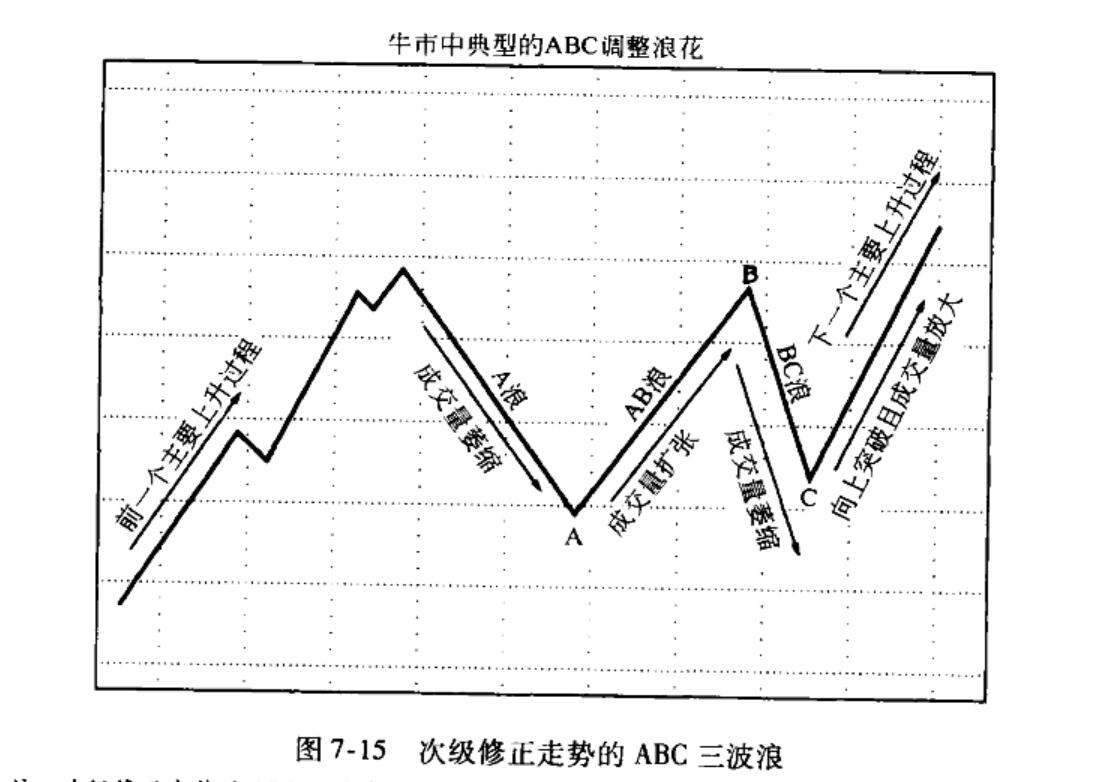 牛市中典型的ABC调整浪花
前一个主要上升过程
A浪
成交量萎缩
A
AB浪
成交量扩张
B
BC浪
成交量萎缩
C
下一个主要上升过程
向上突破且成交量放大
图 7-15 次级修正走势的 ABC 三波浪